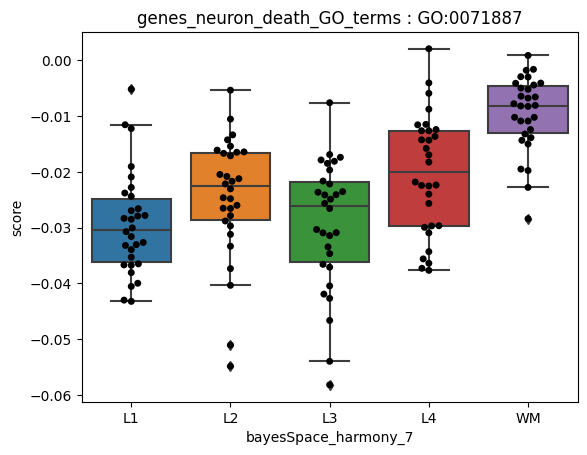 genes_neuron_death_GO_terms : GO:0071887
0.00
−0.01
−0.02
−0.03
−0.04
−0.05
−0.06
score
L1 L2 L3 L4 WM
bayesSpace_harmony_7